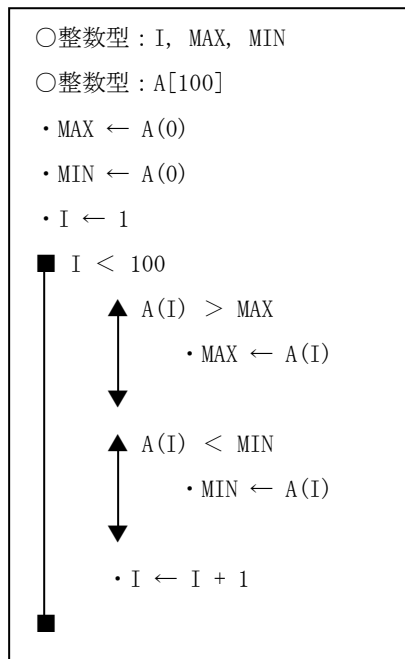 ○整数型：I, MAX, MIN
○整数型：A[100]
・MAX ← A(0)
・MIN ← A(0)
・I ← 1
■ I < 100
▲ A(I) > MAX
・MAX ← A(I)
▼
▲ A(I) < MIN
・MIN ← A(I)
▼
・I ← I + 1
■